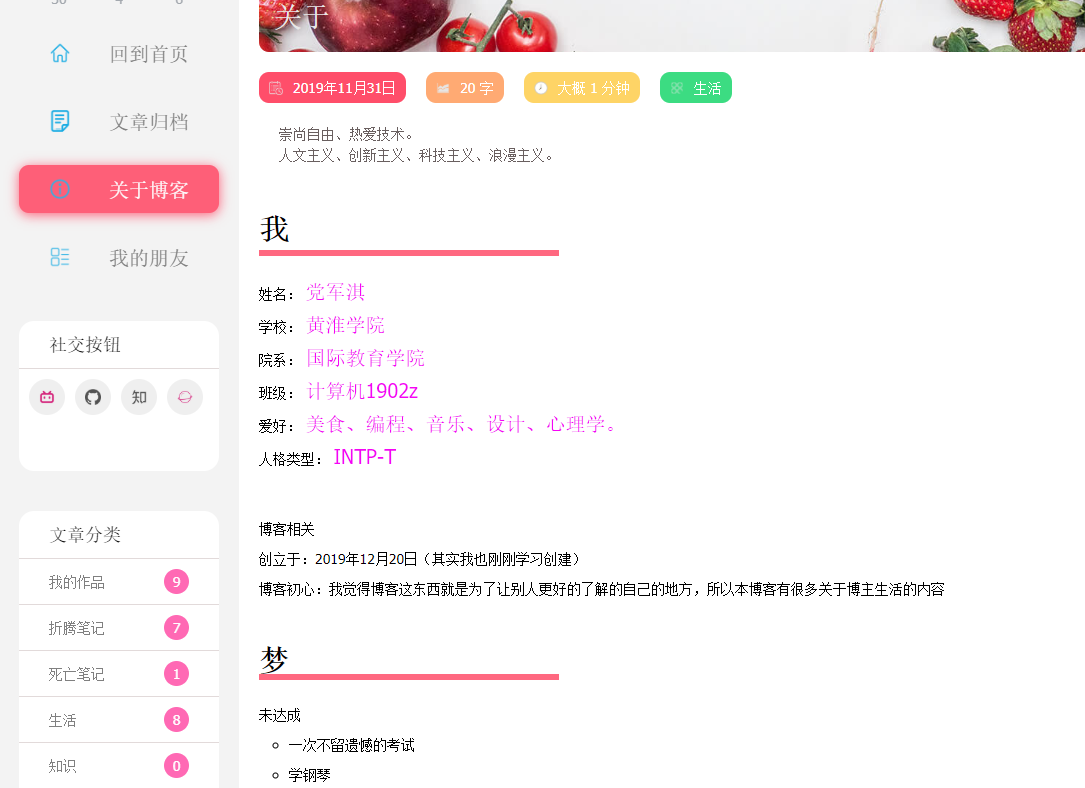 回到首页
文章归档
关于博客
我的朋友
社交按钮
知
文章分类
我的作品 9
折腾笔记 7
死亡笔记 1
生活 8
知识 0
关于
2019年11月31日 20 字 大概 1 分钟 生活
崇尚自由、热爱技术。
人文主义、创新主义、科技主义、浪漫主义。
我
姓名： 党军淇
学校： 黄淮学院
院系： 国际教育学院
班级： 计算机1902z
爱好： 美食、编程、音乐、设计、心理学。
人格类型： INTP-T
博客相关
创立于：2019年12月20日（其实我也刚刚学习创建）
博客初心：我觉得博客这东西就是为了让别人更好的了解的自己的地方，所以本博客有很多关于博主生活的内容
梦
未达成
一次不留遗憾的考试
学钢琴